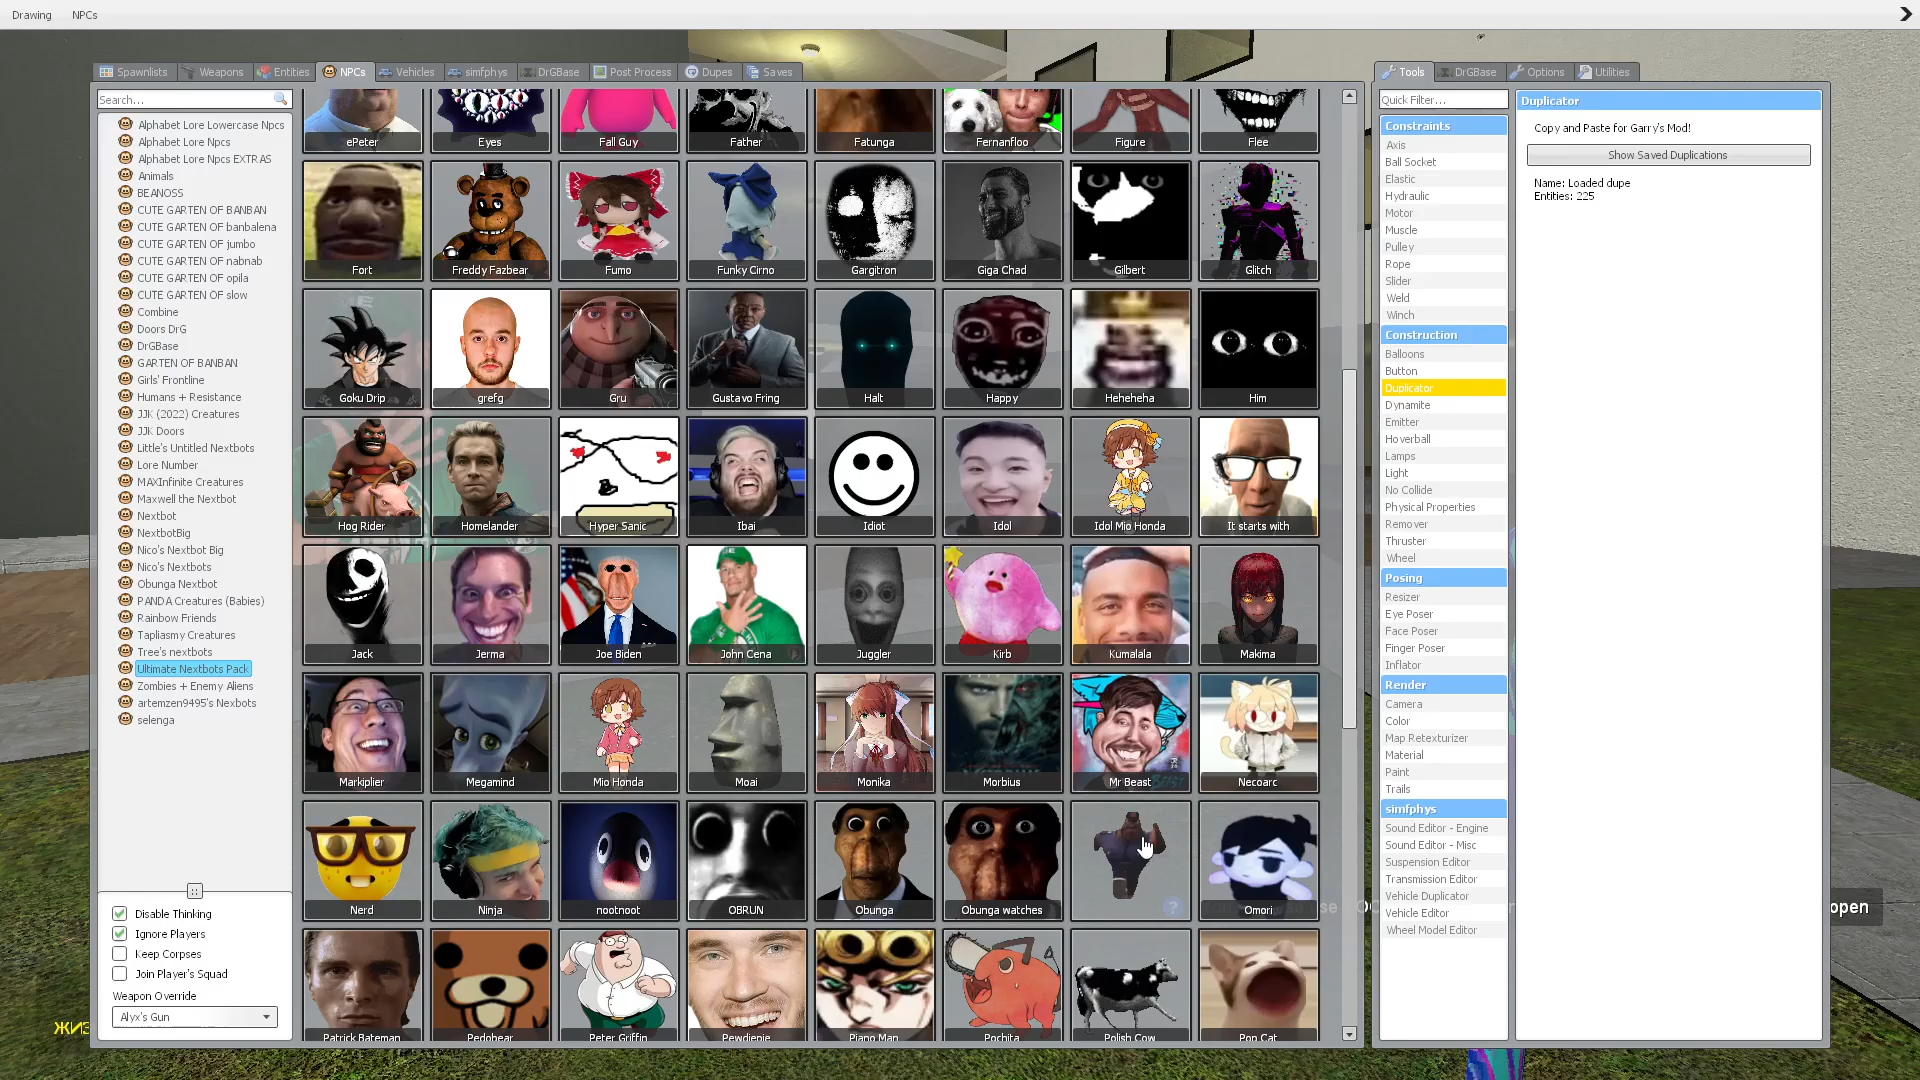 Drawing NPCs
Spawnlists Weapons Entities NPCs Vehicles simfphys DrGBase Post Process Dupes Saves
Tools DrGBase Options Utilities
Search...
Alphabet Lore Lowercase Npcs
Alphabet Lore Npcs
Alphabet Lore Npcs EXTRAS
Animals
BEANOSS
CUTE GARTEN OF BANBAN
CUTE GARTEN OF banbalena
CUTE GARTEN OF jumbo
CUTE GARTEN OF nabnab
CUTE GARTEN OF opila
CUTE GARTEN OF slow
Combine
Doors DrG
DrGBase
GARTEN OF BANBAN
Girls' Frontline
Humans + Resistance
JJK (2022) Creatures
JJK Doors
Little's Untitled Nextbots
Lore Number
MAXInfinite Creatures
Maxwell the Nextbot
Nextbot
NextbotBig
Nico's Nextbot Big
Nico's Nextbots
Obunga Nextbot
PANDA Creatures (Babies)
Rainbow Friends
Tapliasmy Creatures
Tree's nextbots
Ultimate Nextbots Pack
Zombies + Enemy Aliens
artemzen9495's Nexbots
selenga
Disable Thinking
Ignore Players
Keep Corpses
Join Player's Squad
Weapon Override
Alyx's Gun
ЖИЗ
ePeter Eyes Fall Guy Father Fatunga Fernanfloo Figure Flee
Fort Freddy Fazbear Fumo Funky Cirno Gargitron Giga Chad Gilbert Glitch
Goku Drip grefg Gru Gustavo Fring Halt Happy Heheheha Him
Hog Rider Homelander Hyper Sanic Ibai Idiot Idol Idol Mio Honda It starts with
Jack Jerma Joe Biden John Cena Juggler Kirb Kumalala Makima
Markiplier Megamind Mio Honda Moai Monika Morbius Mr Beast Necoarc
Nerd Ninja nootnoot OBRUN Obunga Obunga watches Omori
Patrick Bateman Pedobear Peter Griffin Pewdiepie Piano Man Pochita Polish Cow Pop Cat
Quick Filter...
Constraints
Axis
Ball Socket
Elastic
Hydraulic
Motor
Muscle
Pulley
Rope
Slider
Weld
Winch
Construction
Balloons
Button
Duplicator
Dynamite
Emitter
Hoverball
Lamps
Light
No Collide
Physical Properties
Remover
Thruster
Wheel
Posing
Resizer
Eye Poser
Face Poser
Finger Poser
Inflator
Render
Camera
Color
Map Retexturizer
Material
Paint
Trails
simfphys
Sound Editor - Engine
Sound Editor - Misc
Suspension Editor
Transmission Editor
Vehicle Duplicator
Vehicle Editor
Wheel Model Editor
Duplicator
Copy and Paste for Garry's Mod!
Show Saved Duplications
Name: Loaded dupe
Entities: 225
open